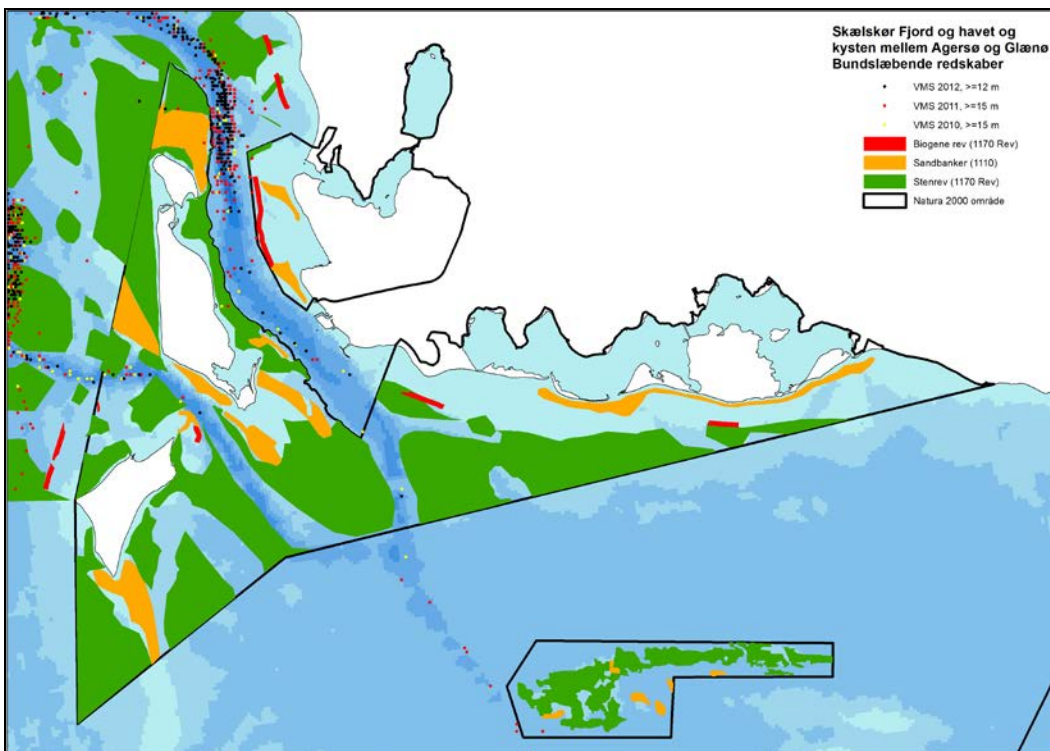 Skælskør Fjord og havet og
kysten mellem Agersø og Glænø
Bundslæbende redskaber
VMS 2012, >=12 m
VMS 2011, >=15 m
VMS 2010, >=15 m
Biogene rev (1170 Rev)
Sandbanker (1110)
Stenrev (1170 Rev)
Natura 2000 område